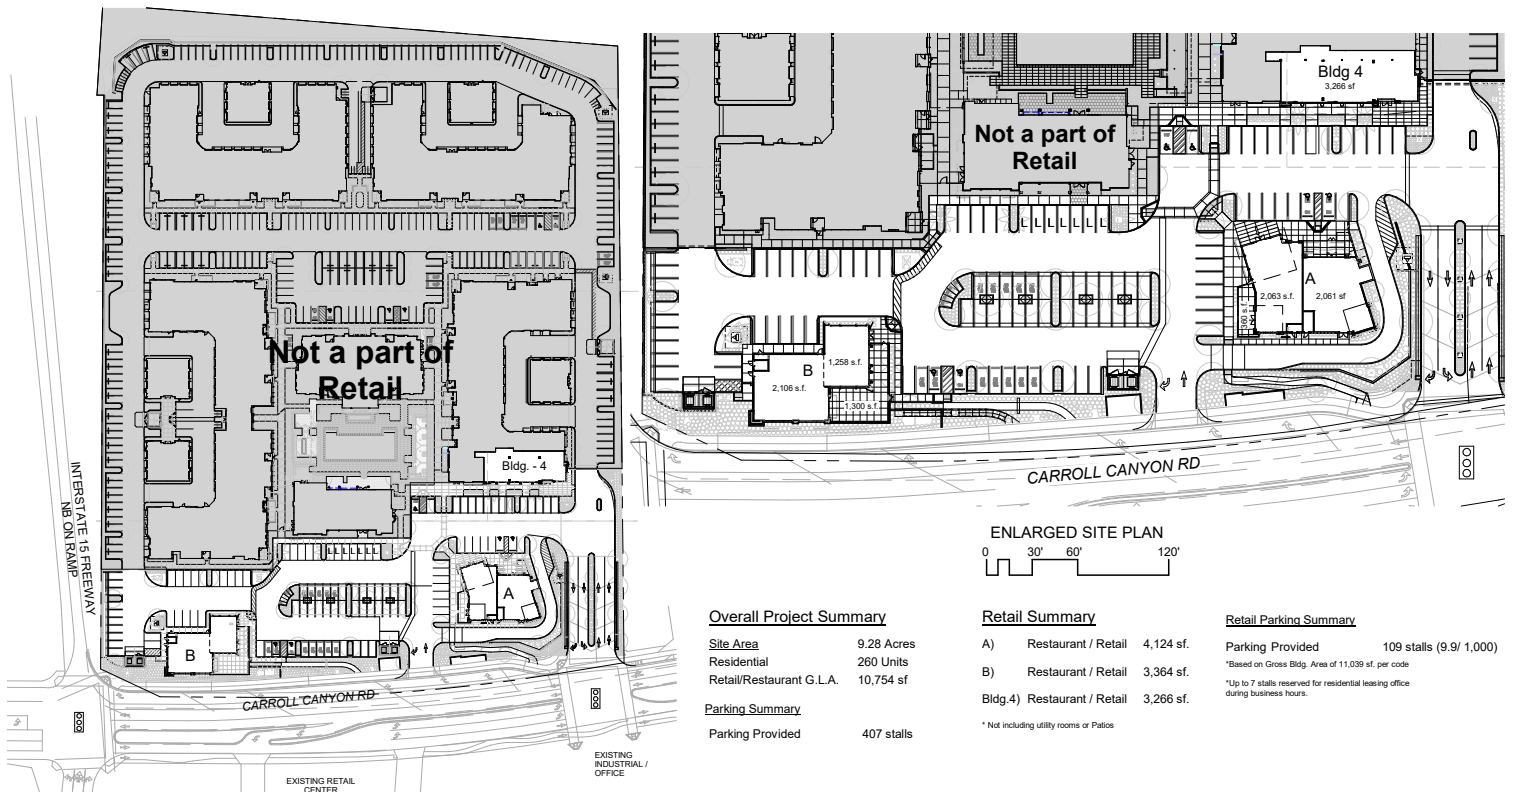 Not a part of
Retail
Bldg. - 4
A
B
INTERSTATE 15 FREEWAY
NB ON RAMP
CARROLL CANYON RD
EXISTING RETAIL
CENTER
EXISTING
INDUSTRIAL /
OFFICE
Bldg 4
3,266 sf
Not a part of
Retail
A
2,063 s.f.
2,061 sf
360 s.f.
B
1,258 s.f.
2,106 s.f.
1,300 s.f.
CARROLL CANYON RD
ENLARGED SITE PLAN
0 30' 60' 120'
Overall Project Summary
Site Area 9.28 Acres
Residential 260 Units
Retail/Restaurant G.L.A. 10,754 sf
Parking Summary
Parking Provided 407 stalls
Retail Summary
A) Restaurant / Retail 4,124 sf.
B) Restaurant / Retail 3,364 sf.
Bldg.4) Restaurant / Retail 3,266 sf.
* Not including utility rooms or Patios
Retail Parking Summary
Parking Provided 109 stalls (9.9/ 1,000)
*Based on Gross Bldg. Area of 11,039 sf. per code
*Up to 7 stalls reserved for residential leasing office
during business hours.